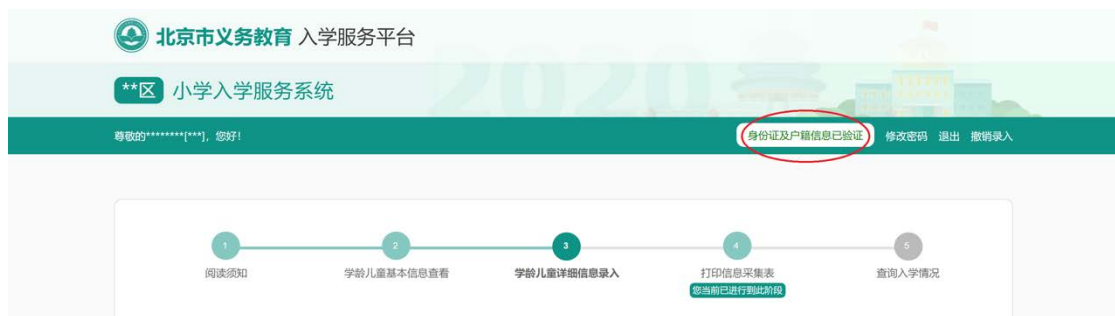 北京市义务教育 入学服务平台
2020
**区 小学入学服务系统
尊敬的********[***]，您好！ 身份证及户籍信息已验证 修改密码 退出 撤销录入
1 2 3 4 5
阅读须知 学龄儿童基本信息查看 学龄儿童详细信息录入 打印信息采集表 查询入学情况
您当前已进行到此阶段